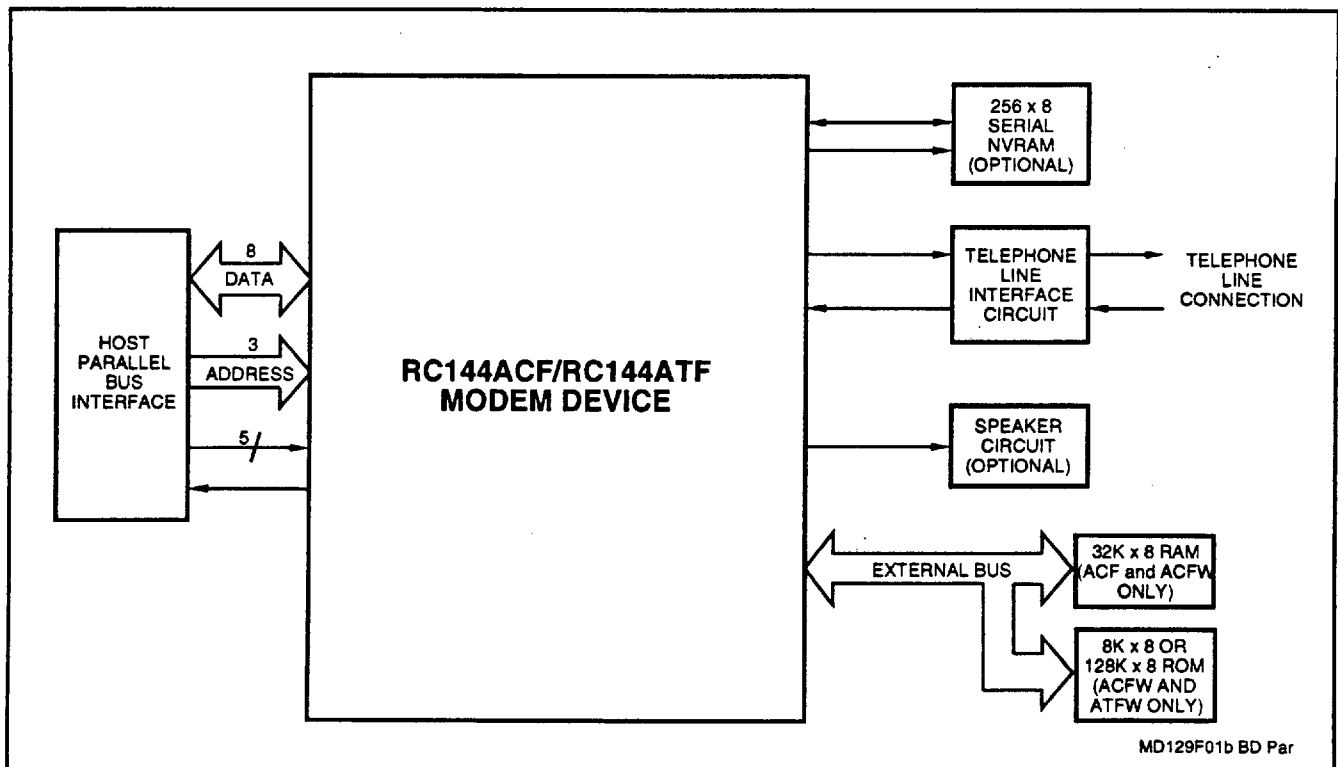 256 x 8
SERIAL
NVRAM
(OPTIONAL)
8
DATA
HOST
PARALLEL
BUS
INTERFACE
3
ADDRESS
5
RC144ACF/RC144ATF
MODEM DEVICE
TELEPHONE
LINE
INTERFACE
CIRCUIT
TELEPHONE
LINE
CONNECTION
SPEAKER
CIRCUIT
(OPTIONAL)
EXTERNAL BUS
32K x 8 RAM
(ACF and ACFW
ONLY)
8K x 8 OR
128K x 8 ROM
(ACFW AND
ATFW ONLY)
MD129F01b BD Par